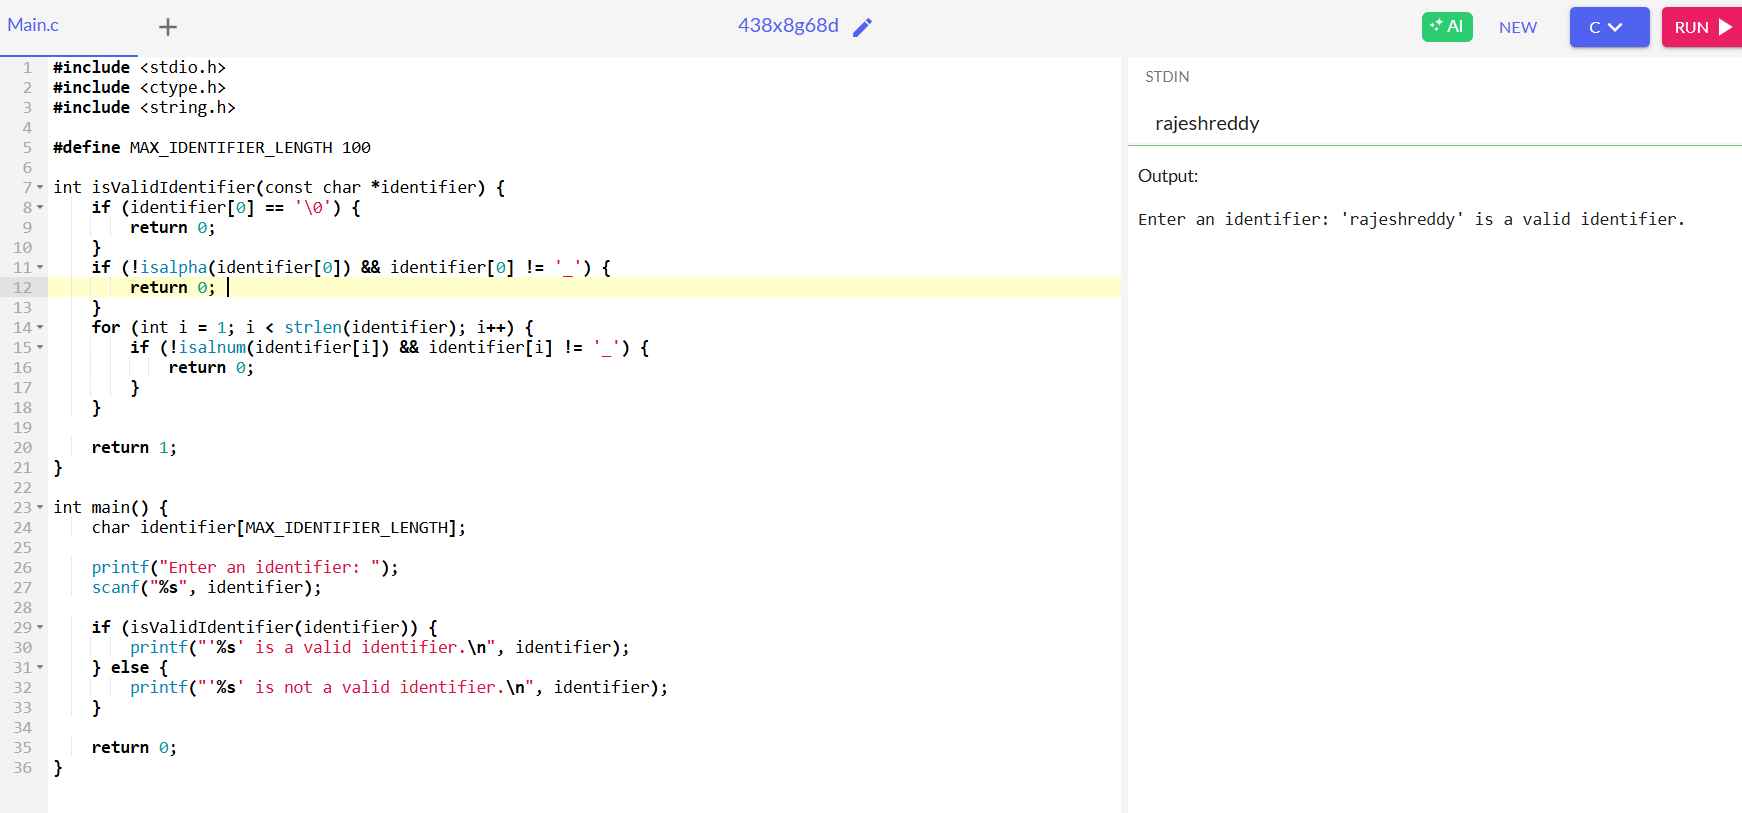 Main.c + 438x8g68d AI NEW C RUN
1 #include <stdio.h>
2 #include <ctype.h>
3 #include <string.h>
4
5 #define MAX_IDENTIFIER_LENGTH 100
6
7 int isValidIdentifier(const char *identifier) {
8     if (identifier[0] == '\0') {
9         return 0;
10     }
11     if (!isalpha(identifier[0]) && identifier[0] != '_') {
12         return 0;
13     }
14     for (int i = 1; i < strlen(identifier); i++) {
15         if (!isalnum(identifier[i]) && identifier[i] != '_') {
16             return 0;
17         }
18     }
19
20     return 1;
21 }
22
23 int main() {
24     char identifier[MAX_IDENTIFIER_LENGTH];
25
26     printf("Enter an identifier: ");
27     scanf("%s", identifier);
28
29     if (isValidIdentifier(identifier)) {
30         printf("'%s' is a valid identifier.\n", identifier);
31     } else {
32         printf("'%s' is not a valid identifier.\n", identifier);
33     }
34
35     return 0;
36 }
STDIN
rajeshreddy
Output:
Enter an identifier: 'rajeshreddy' is a valid identifier.